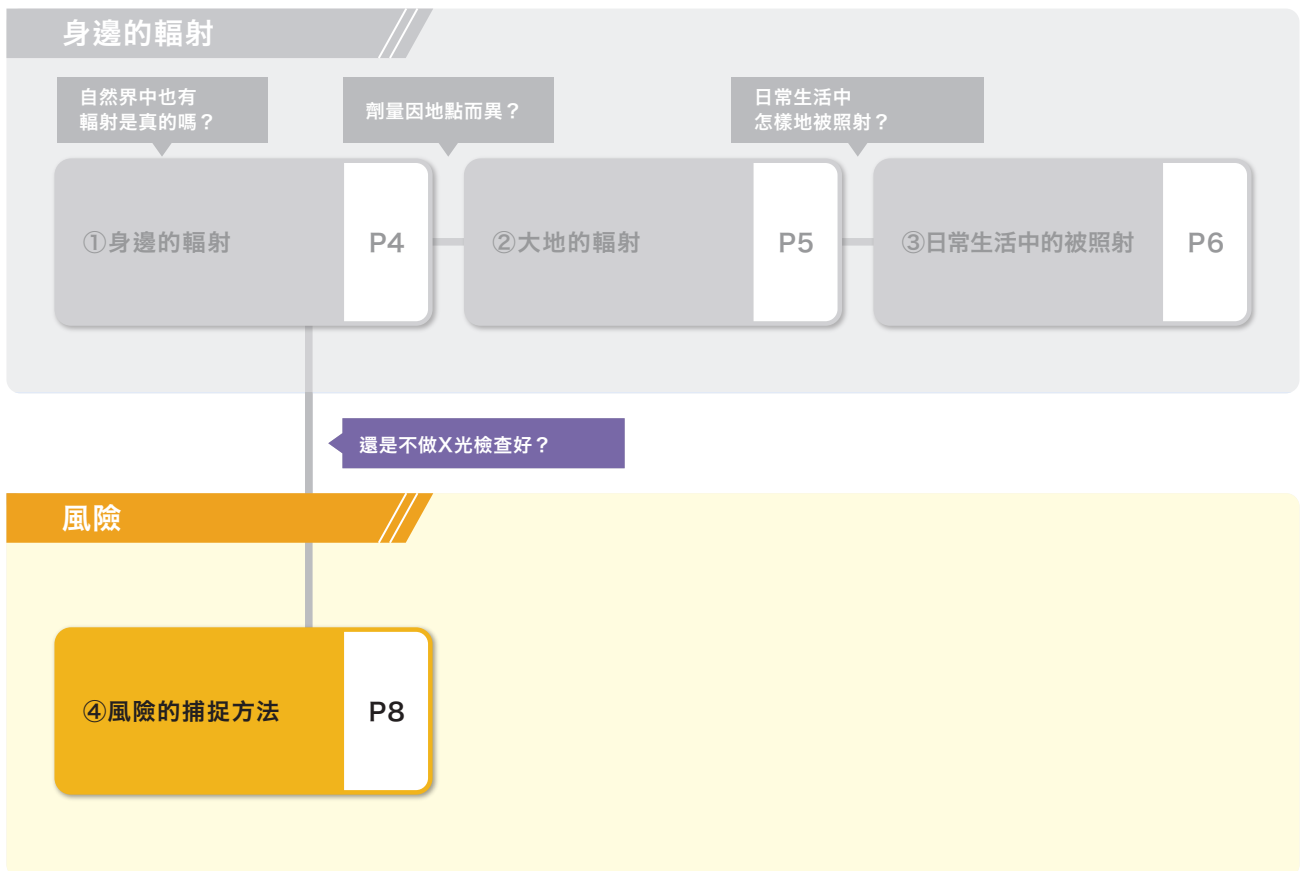 身邊的輻射
自然界中也有
輻射是真的嗎？
劑量因地點而異？
日常生活中
怎樣地被照射？
①身邊的輻射
P4
②大地的輻射
P5
③日常生活中的被照射
P6
還是不做X光檢查好？
風險
④風險的捕捉方法
P8